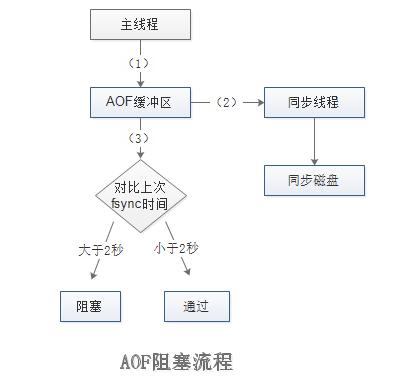 主线程
（1）
AOF缓冲区
（2）
同步线程
（3）
同步磁盘
对比上次
fsync时间
大于2秒
小于2秒
阻塞
通过
AOF阻塞流程